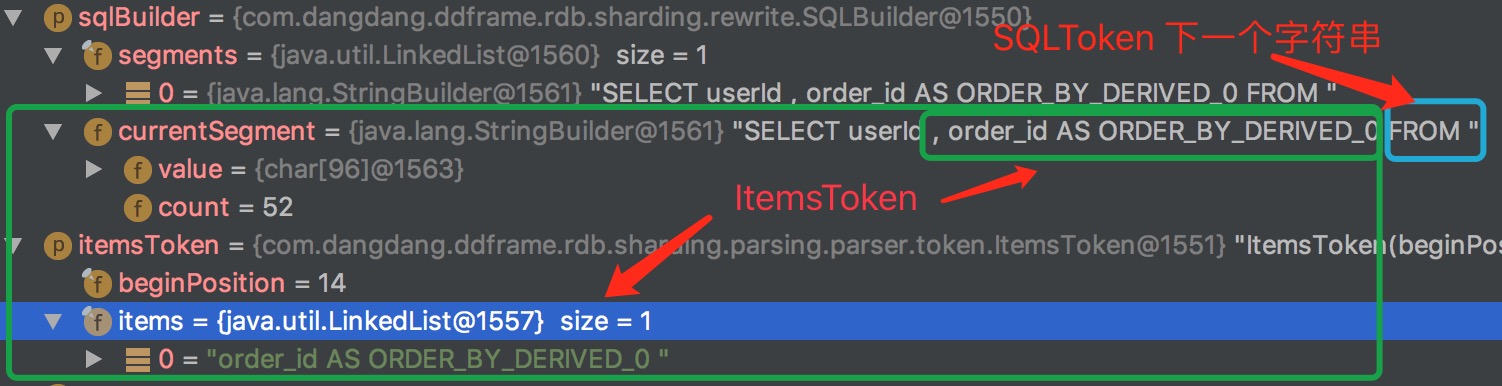 p sqlBuilder = {com.dangdang.ddframe.rdb.sharding.rewrite.SQLBuilder@1550}
SQLToken 下一个字符串
f segments = {java.util.LinkedList@1560} size = 1
0 = {java.lang.StringBuilder@1561} "SELECT userId , order_id AS ORDER_BY_DERIVED_0 FROM "
f currentSegment = {java.lang.StringBuilder@1561} "SELECT userId , order_id AS ORDER_BY_DERIVED_0 FROM "
f value = {char[96]@1563}
ItemsToken
f count = 52
p itemsToken = {com.dangdang.ddframe.rdb.sharding.parsing.parser.token.ItemsToken@1551} "ItemsToken(beginPos
f beginPosition = 14
f items = {java.util.LinkedList@1557} size = 1
0 = "order_id AS ORDER_BY_DERIVED_0 "